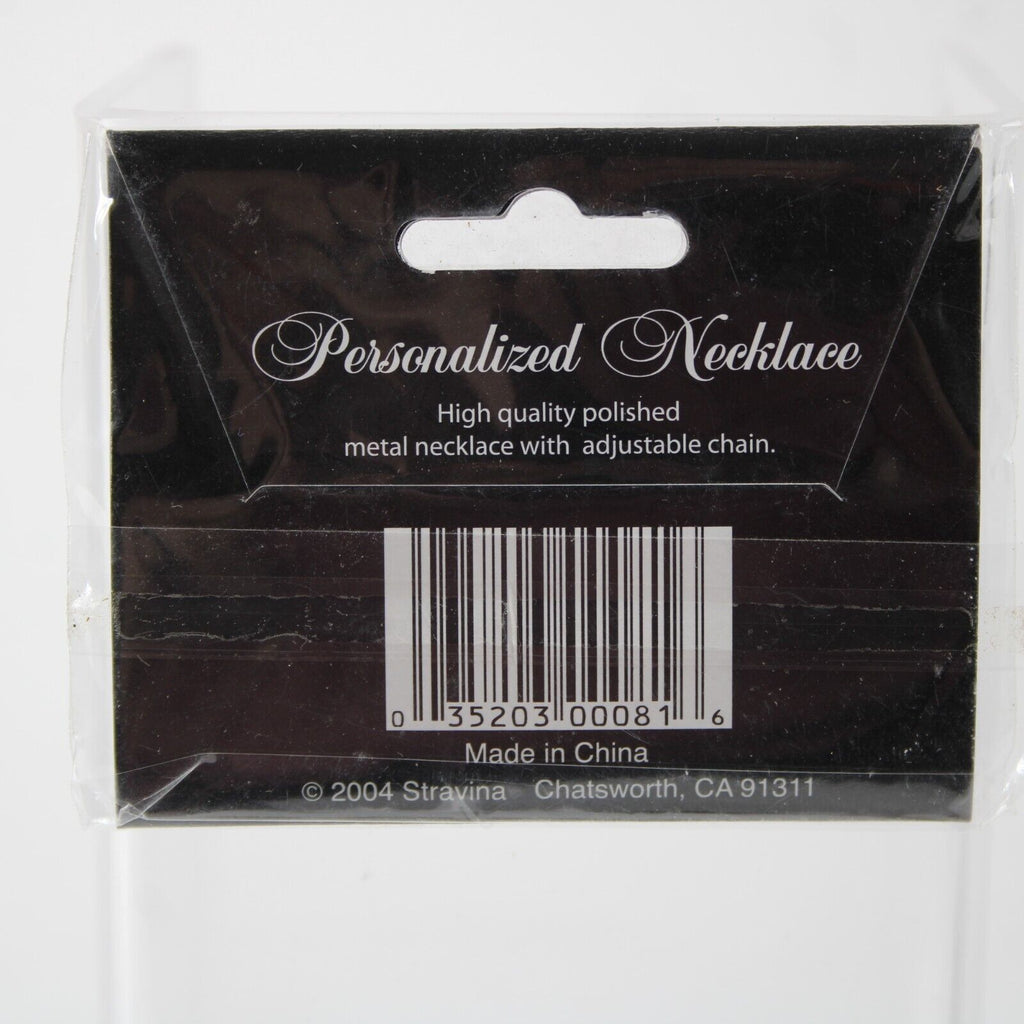 Personalized Necklace
High quality polished
metal necklace with adjustable chain.
0 35203 00081 6
Made in China
© 2004 Stravina Chatsworth, CA 91311